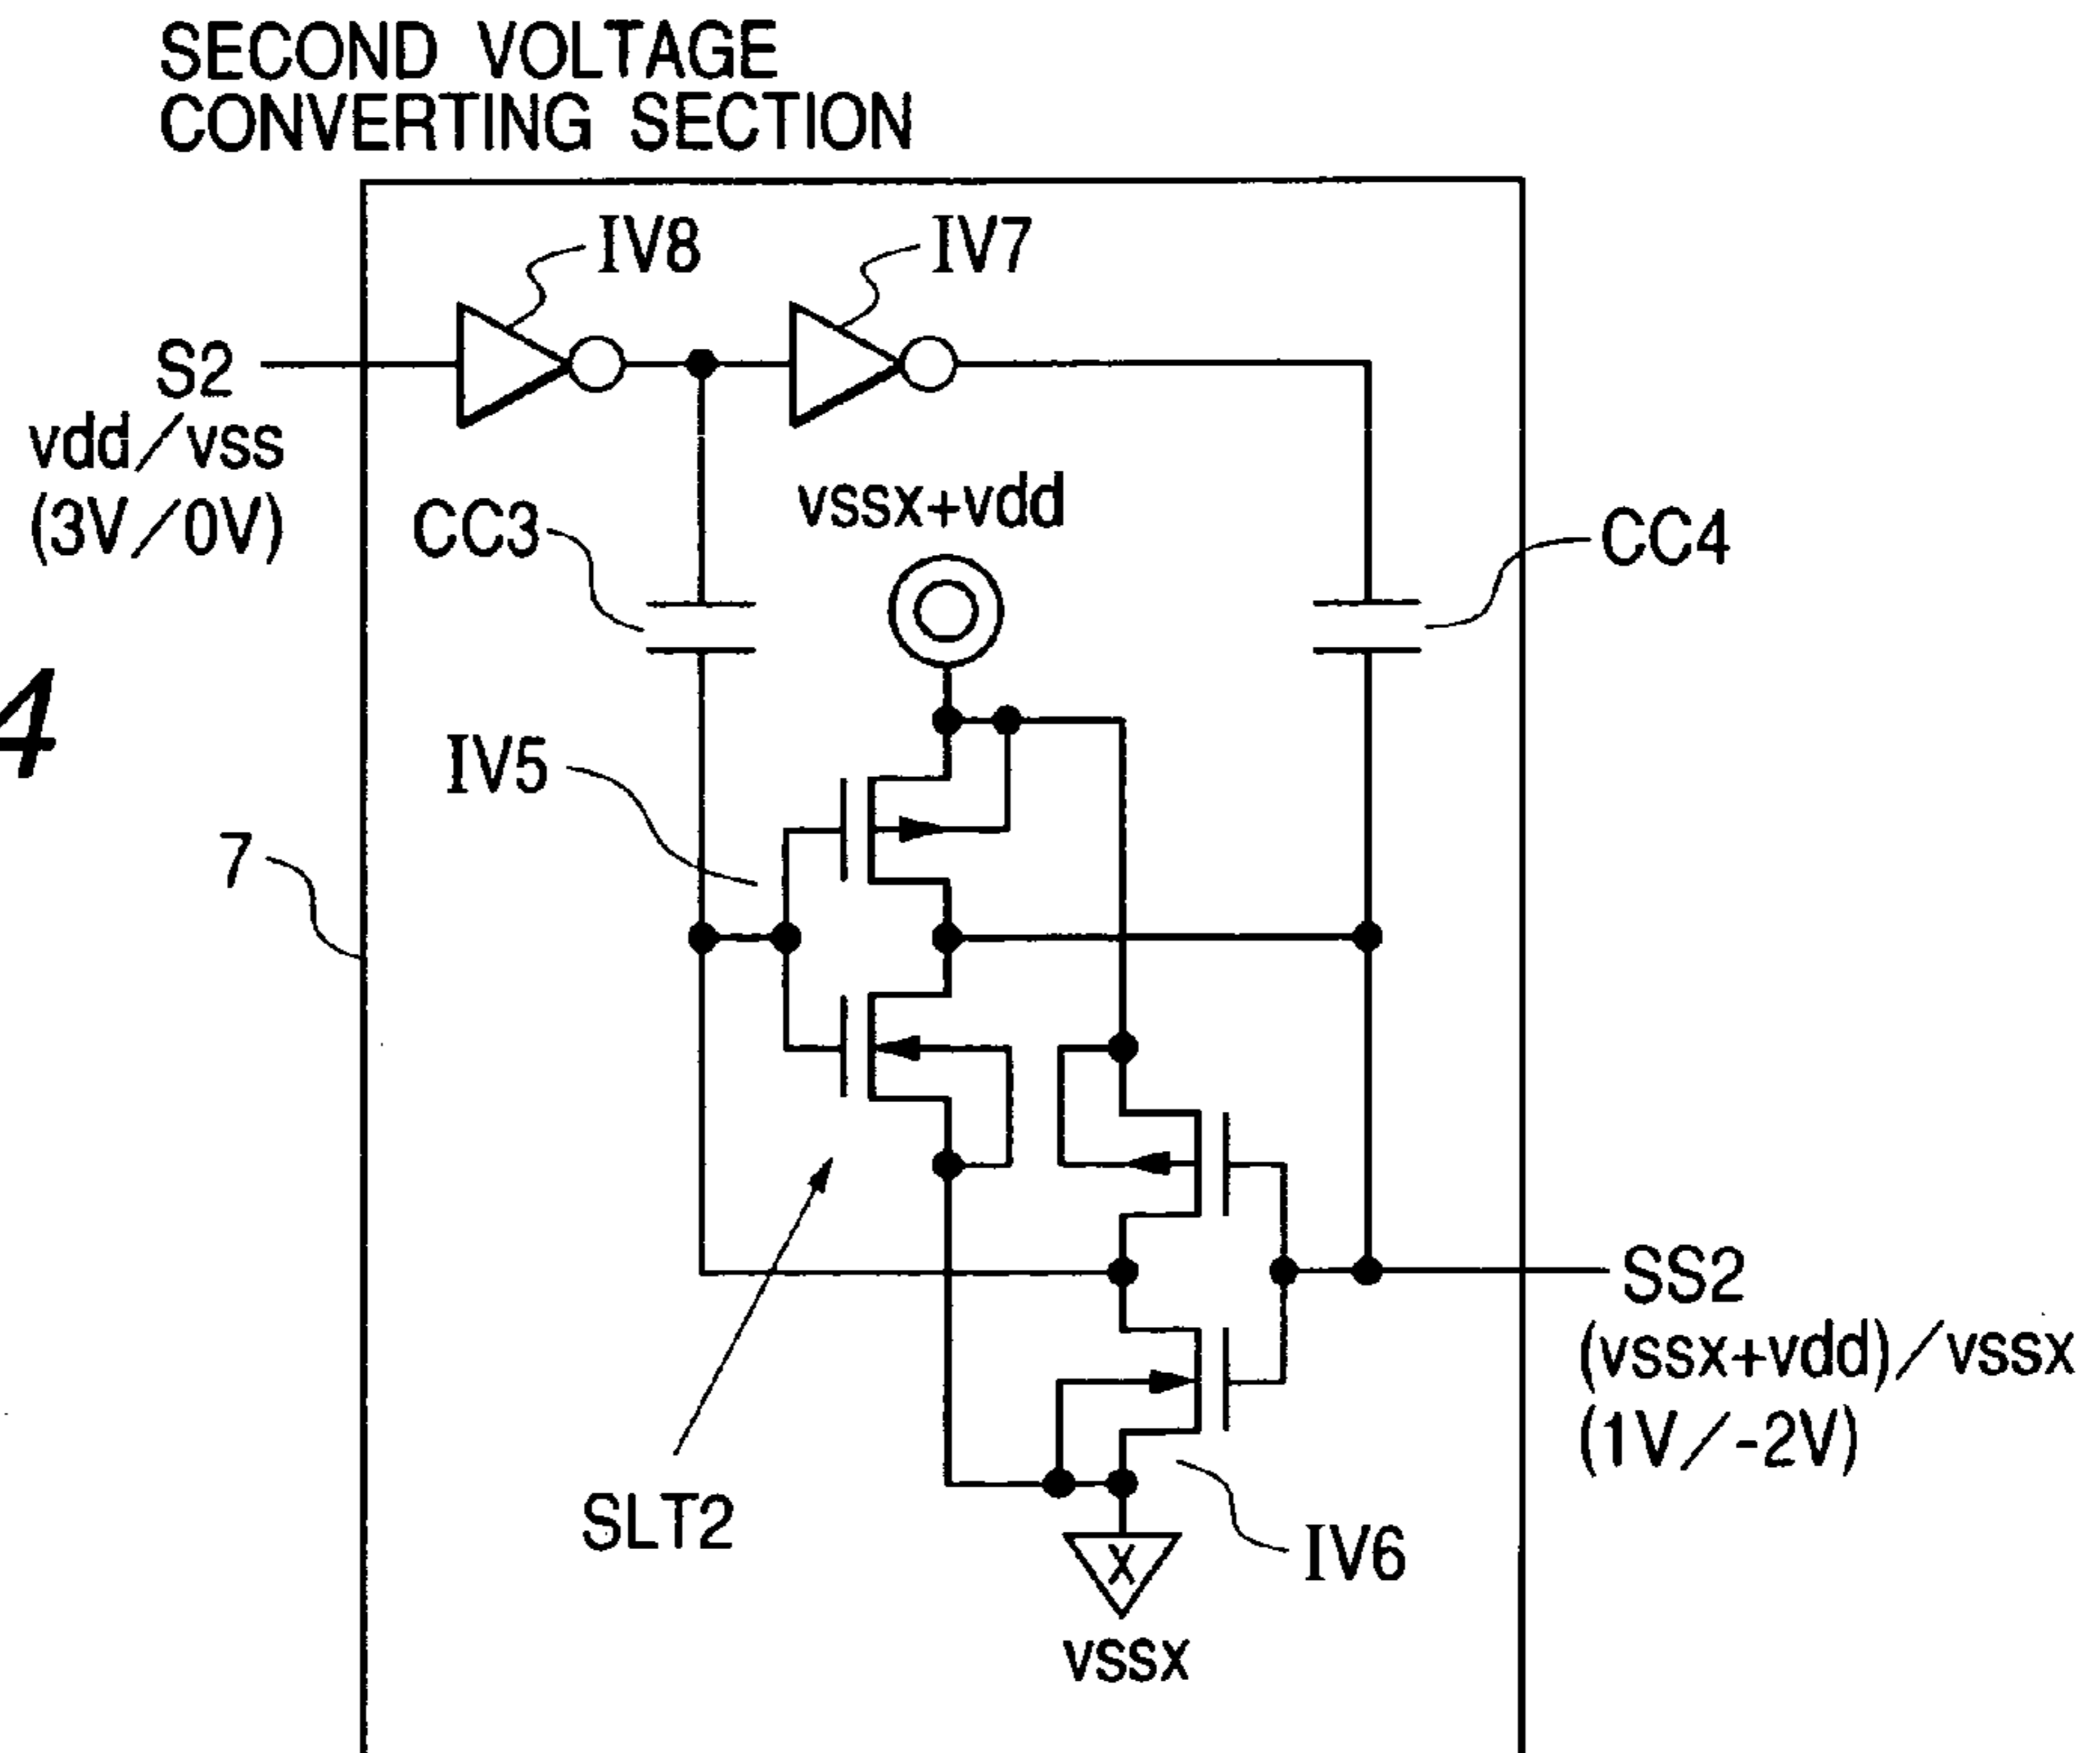 SECOND VOLTAGE
CONVERTING SECTION
IV8
IV7
S2
vdd/vss
(3V/0V)
vssx+vdd
CC3
CC4
4
IV5
7
SS2
(vssx+vdd)/vssx
(1V/-2V)
SLT2
IV6
X
vssx